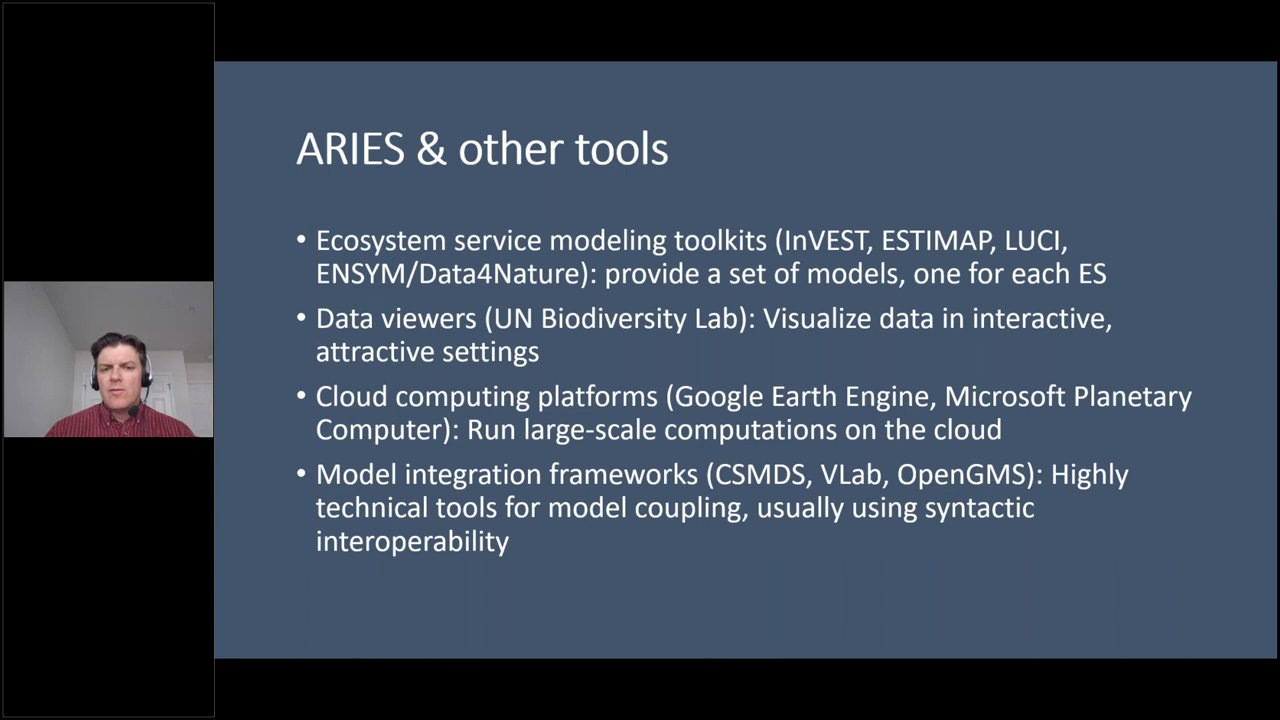 ARIES & other tools
• Ecosystem service modeling toolkits (InVEST, ESTIMAP, LUCI,
ENSYM/Data4Nature): provide a set of models, one for each ES
• Data viewers (UN Biodiversity Lab): Visualize data in interactive,
attractive settings
• Cloud computing platforms (Google Earth Engine, Microsoft Planetary
Computer): Run large-scale computations on the cloud
• Model integration frameworks (CSMDS, VLab, OpenGMS): Highly
technical tools for model coupling, usually using syntactic
interoperability